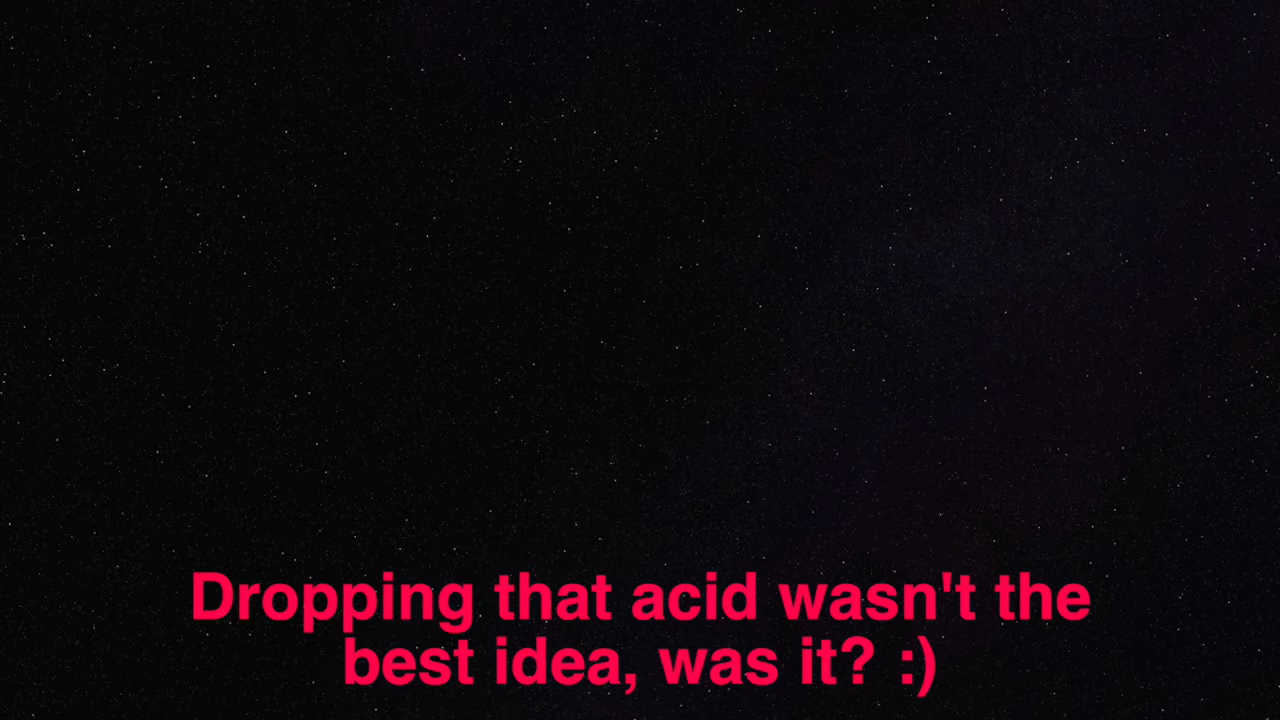 Dropping that acid wasn't the
best idea, was it? :)